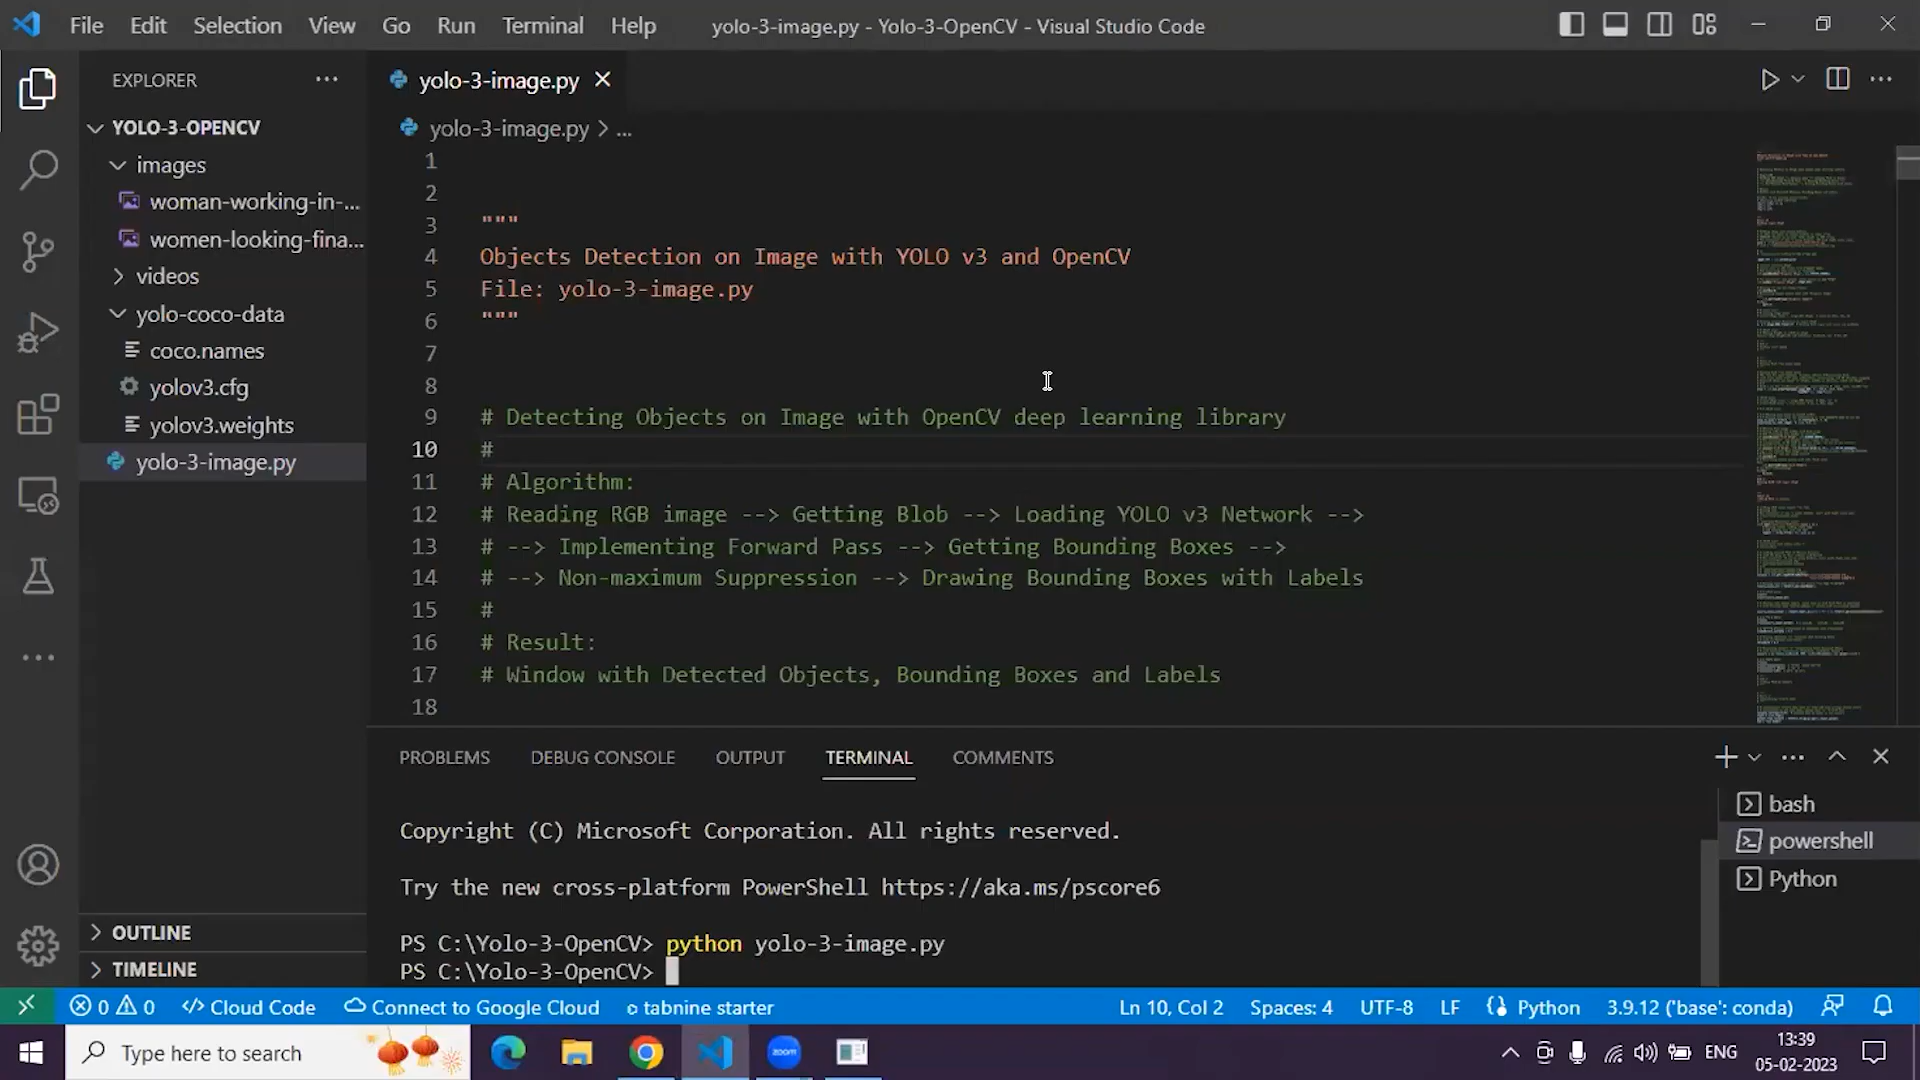 File Edit Selection View Go Run Terminal Help yolo-3-image.py - Yolo-3-OpenCV - Visual Studio Code
EXPLORER
YOLO-3-OPENCV
images
woman-working-in-...
women-looking-fina...
videos
yolo-coco-data
coco.names
yolov3.cfg
yolov3.weights
yolo-3-image.py
OUTLINE
TIMELINE
yolo-3-image.py
yolo-3-image.py > ...
1
2
3 """
4 Objects Detection on Image with YOLO v3 and OpenCV
5 File: yolo-3-image.py
6 """
7
8
9 # Detecting Objects on Image with OpenCV deep learning library
10 #
11 # Algorithm:
12 # Reading RGB image --> Getting Blob --> Loading YOLO v3 Network -->
13 # --> Implementing Forward Pass --> Getting Bounding Boxes -->
14 # --> Non-maximum Suppression --> Drawing Bounding Boxes with Labels
15 #
16 # Result:
17 # Window with Detected Objects, Bounding Boxes and Labels
18
PROBLEMS DEBUG CONSOLE OUTPUT TERMINAL COMMENTS
Copyright (C) Microsoft Corporation. All rights reserved.
Try the new cross-platform PowerShell https://aka.ms/pscore6
PS C:\Yolo-3-OpenCV> python yolo-3-image.py
PS C:\Yolo-3-OpenCV>
bash
powershell
Python
0 0 Cloud Code Connect to Google Cloud tabnine starter Ln 10, Col 2 Spaces: 4 UTF-8 LF Python 3.9.12 ('base': conda)
Type here to search
zoom
ENG
13:39
05-02-2023